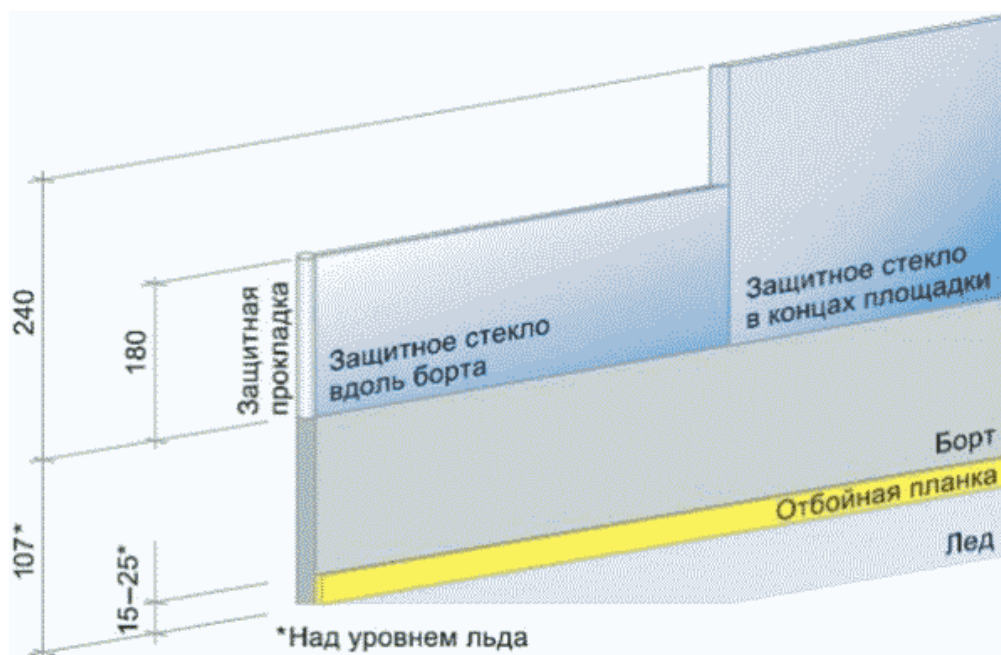 240
180
107*
15–25*
Защитная
прокладка
Защитное стекло
вдоль борта
Защитное стекло
в концах площадки
Борт
Отбойная планка
Лед
*Над уровнем льда